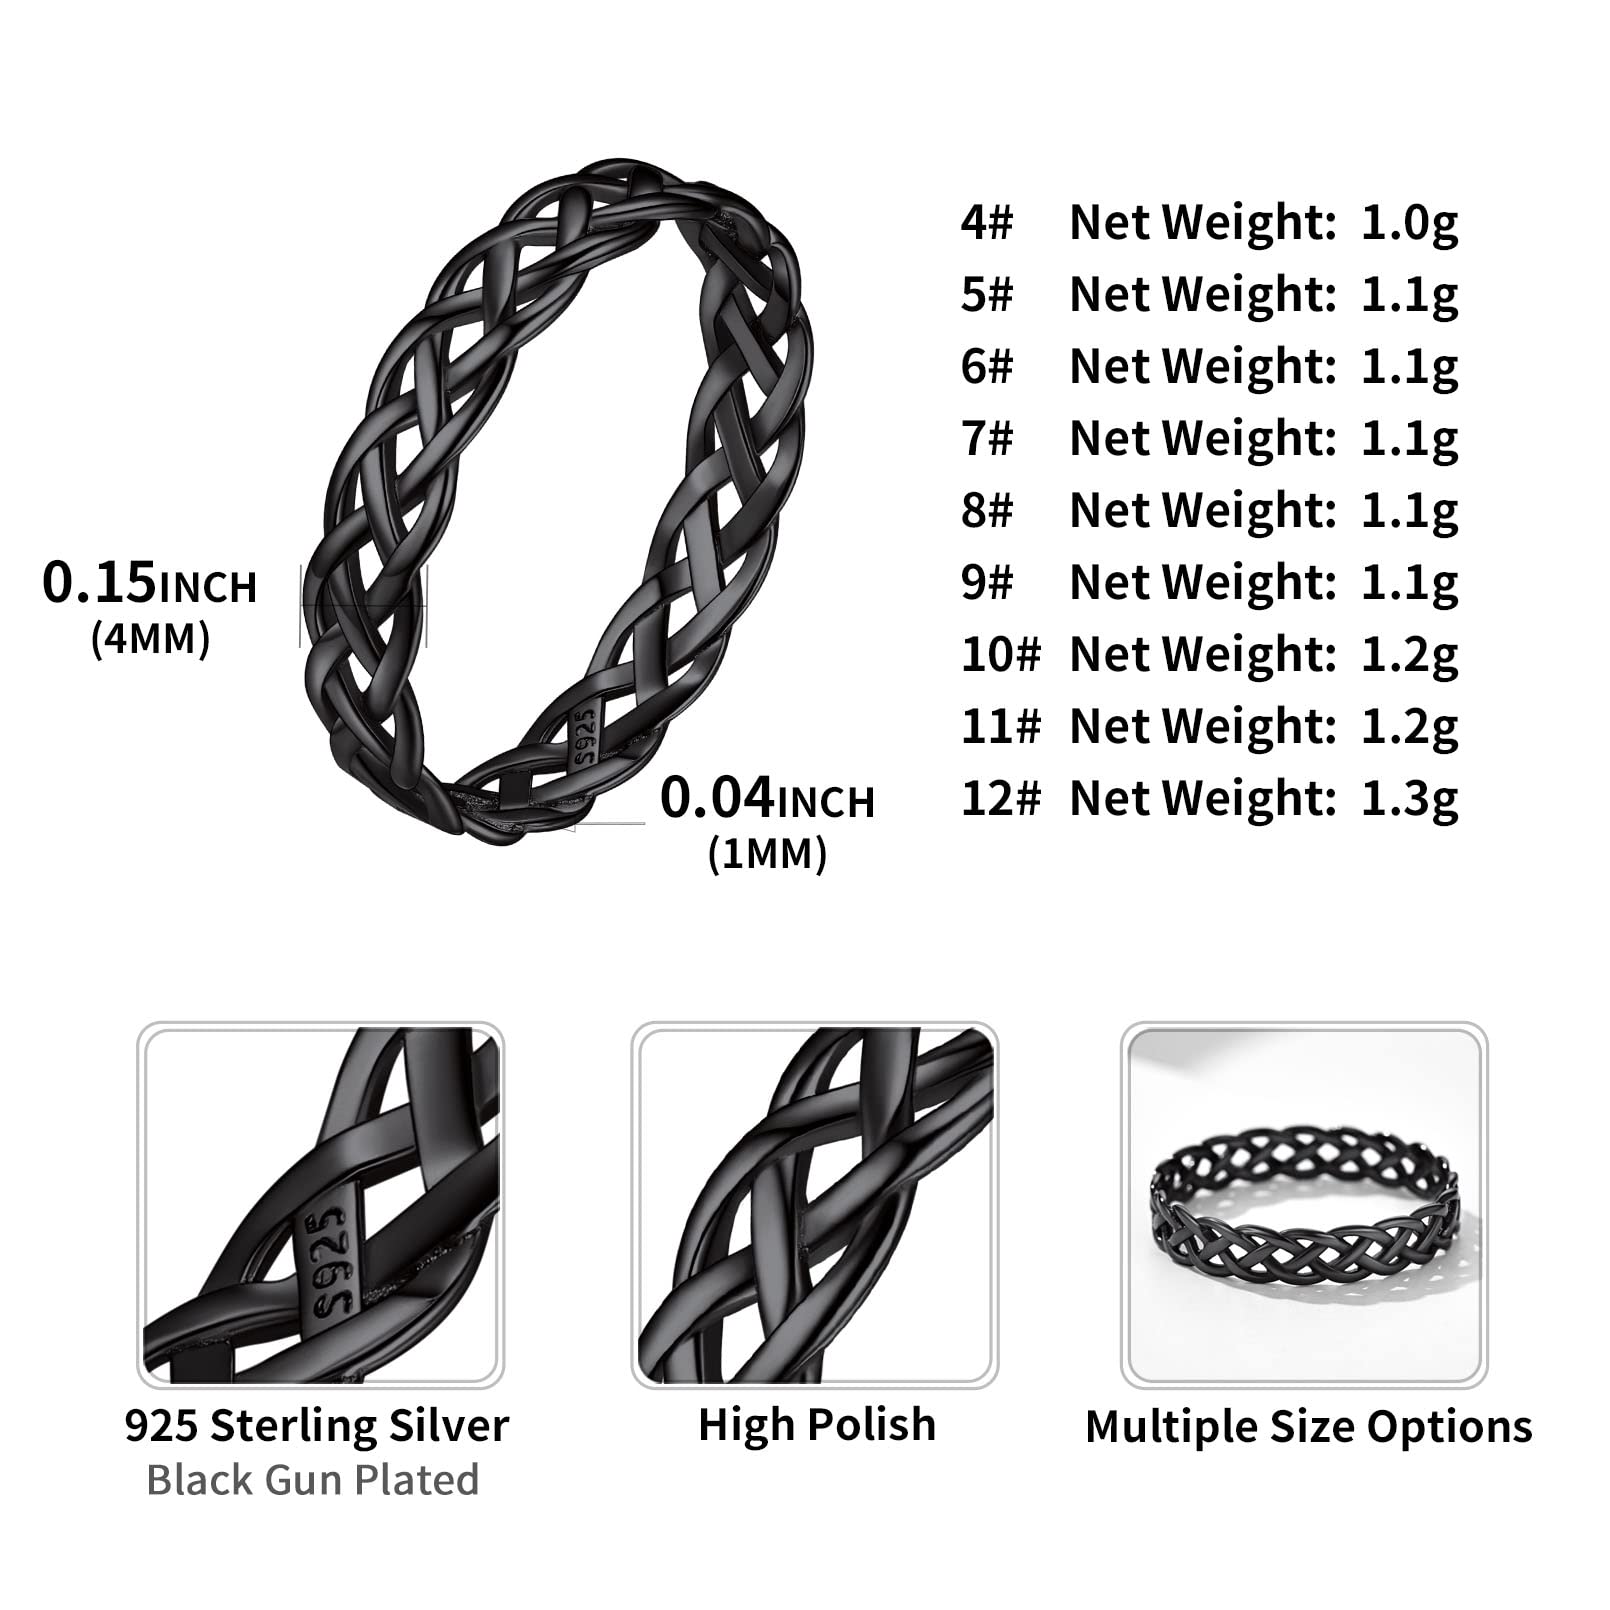 4# Net Weight: 1.0g
5# Net Weight: 1.1g
6# Net Weight: 1.1g
7# Net Weight: 1.1g
8# Net Weight: 1.1g
9# Net Weight: 1.1g
10# Net Weight: 1.2g
11# Net Weight: 1.2g
12# Net Weight: 1.3g
0.15INCH
(4MM)
S925
0.04INCH
(1MM)
S925
925 Sterling Silver
Black Gun Plated
High Polish
Multiple Size Options